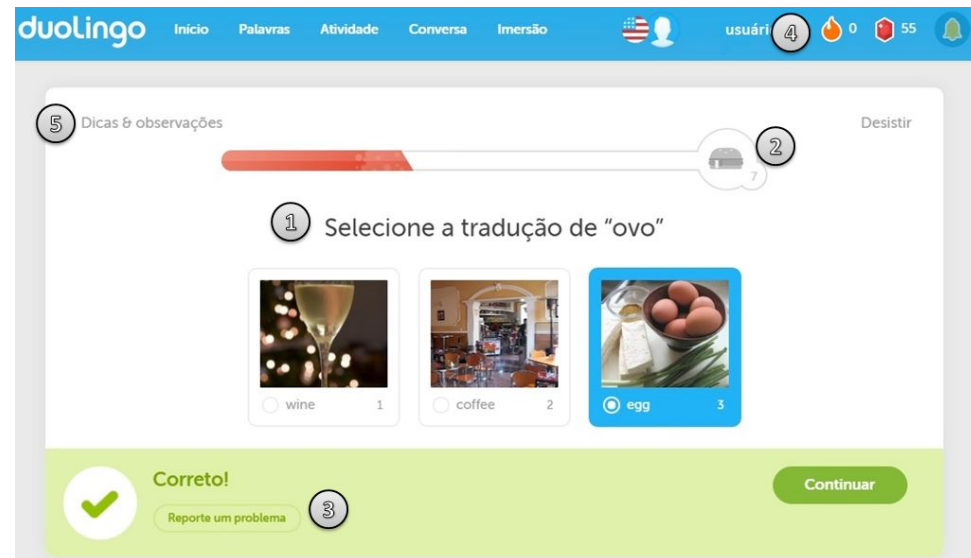 duolingo Início Palavras Atividade Conversa Imersão usuári 4 0 55
5 Dicas & observações Desistir
2
7
1 Selecione a tradução de “ovo”
wine 1 coffee 2 egg 3
Correto!
Reporte um problema 3
Continuar